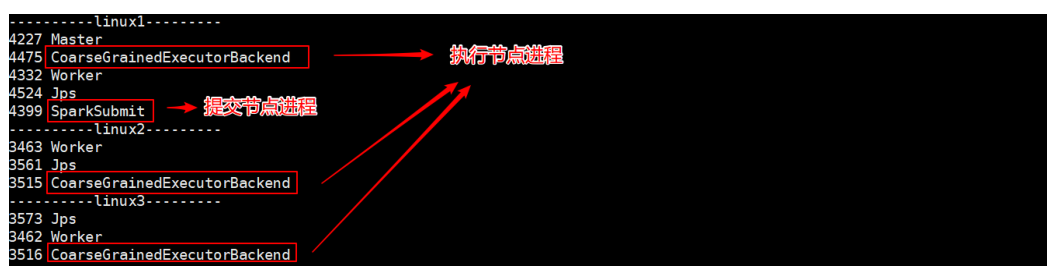 ----------linux1---------
4227 Master
4475 CoarseGrainedExecutorBackend 执行节点进程
4332 Worker
4524 Jps
4399 SparkSubmit 提交节点进程
----------linux2---------
3463 Worker
3561 Jps
3515 CoarseGrainedExecutorBackend
----------linux3---------
3573 Jps
3462 Worker
3516 CoarseGrainedExecutorBackend